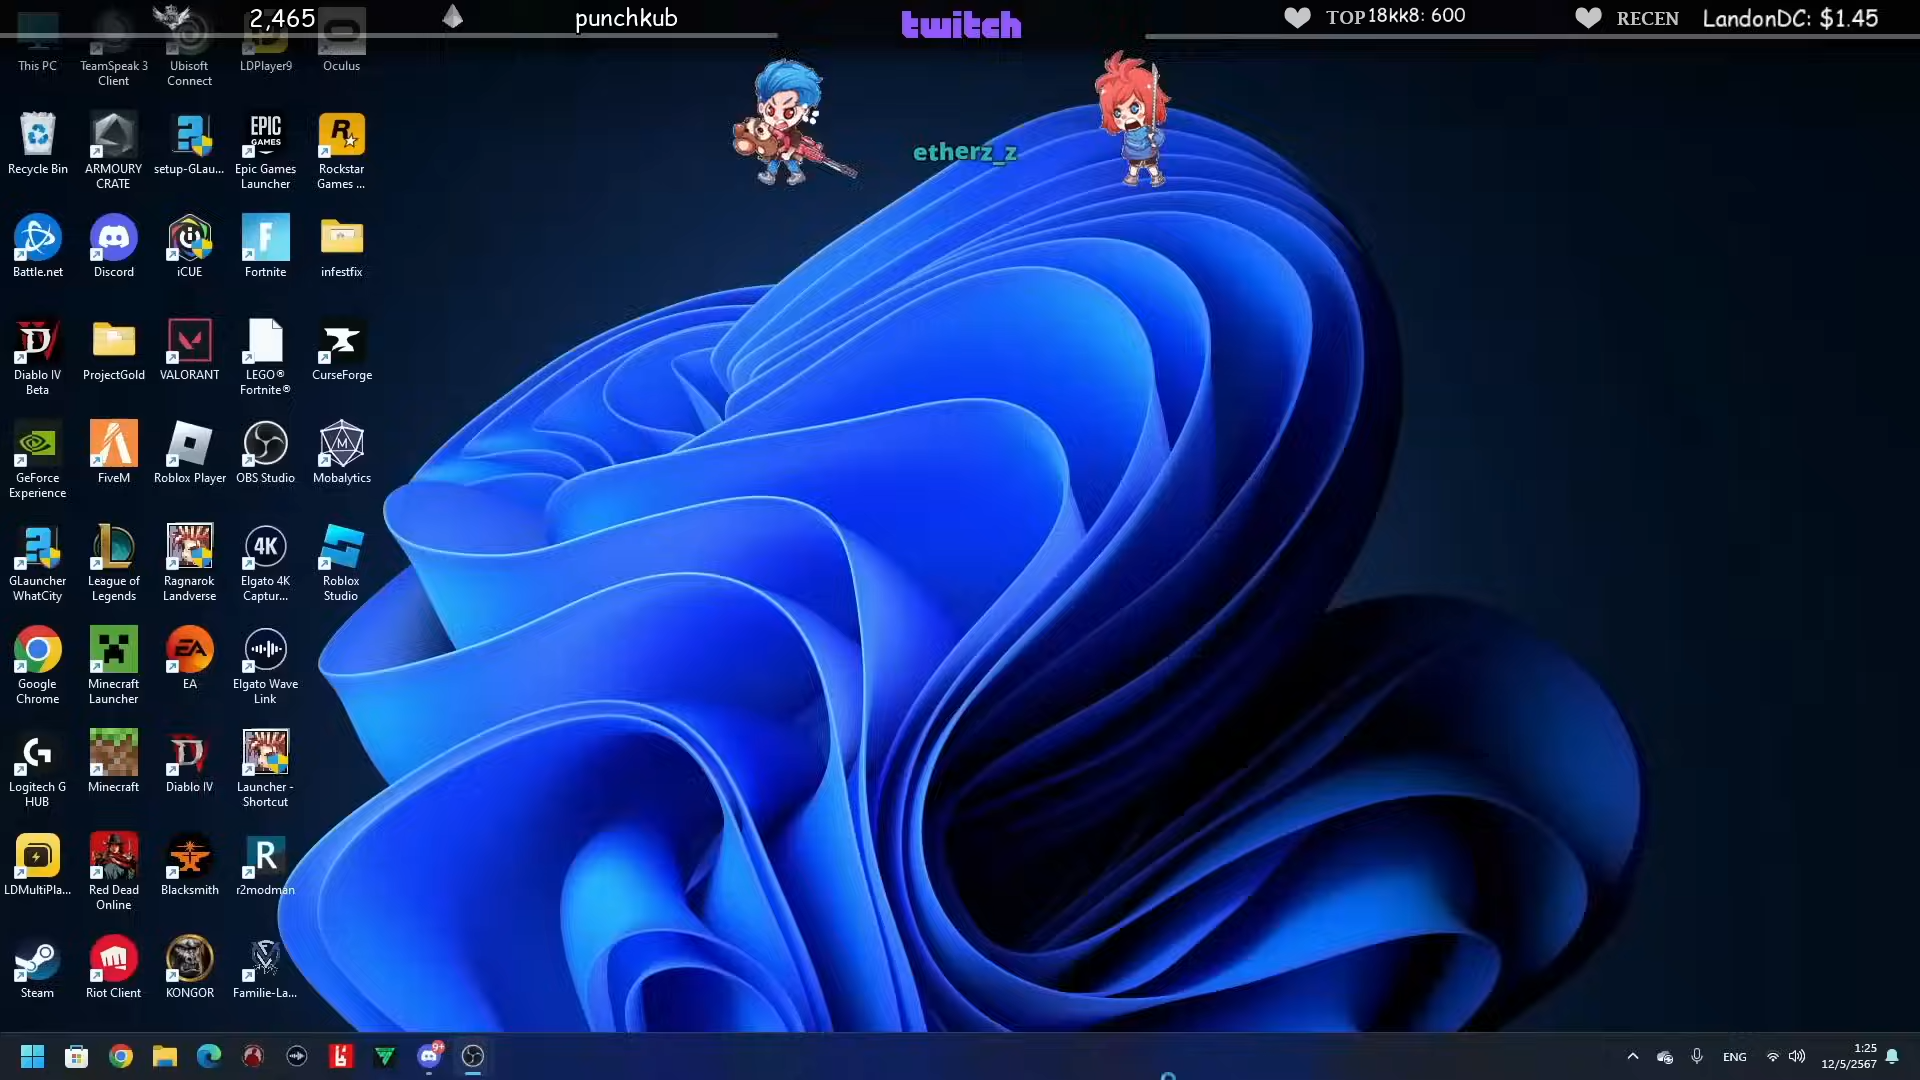 2,465
punchkub
twitch
TOP 18kk8: 600
RECEN LandonDC: $1.45
etherz_z
This PC
TeamSpeak 3
Client
Ubisoft
Connect
LDPlayer9
Oculus
Recycle Bin
ARMOURY
CRATE
setup-GLau...
EPIC
GAMES
Epic Games
Launcher
R
Rockstar
Games ...
Battle.net
Discord
iCUE
F
Fortnite
infestfix
Diablo IV
Beta
ProjectGold
VALORANT
LEGO®
Fortnite®
CurseForge
GeForce
Experience
FiveM
Roblox Player
OBS Studio
M
Mobalytics
GLauncher
WhatCity
League of
Legends
Ragnarok
Landverse
4K
Elgato 4K
Captur...
Roblox
Studio
Google
Chrome
Minecraft
Launcher
EA
EA
Elgato Wave
Link
Logitech G
HUB
Minecraft
Diablo IV
Launcher -
Shortcut
LDMultiPla...
Red Dead
Online
Blacksmith
R
r2modman
Steam
Riot Client
KONGOR
Familie-La...
9+
ENG
1:25
12/5/2567